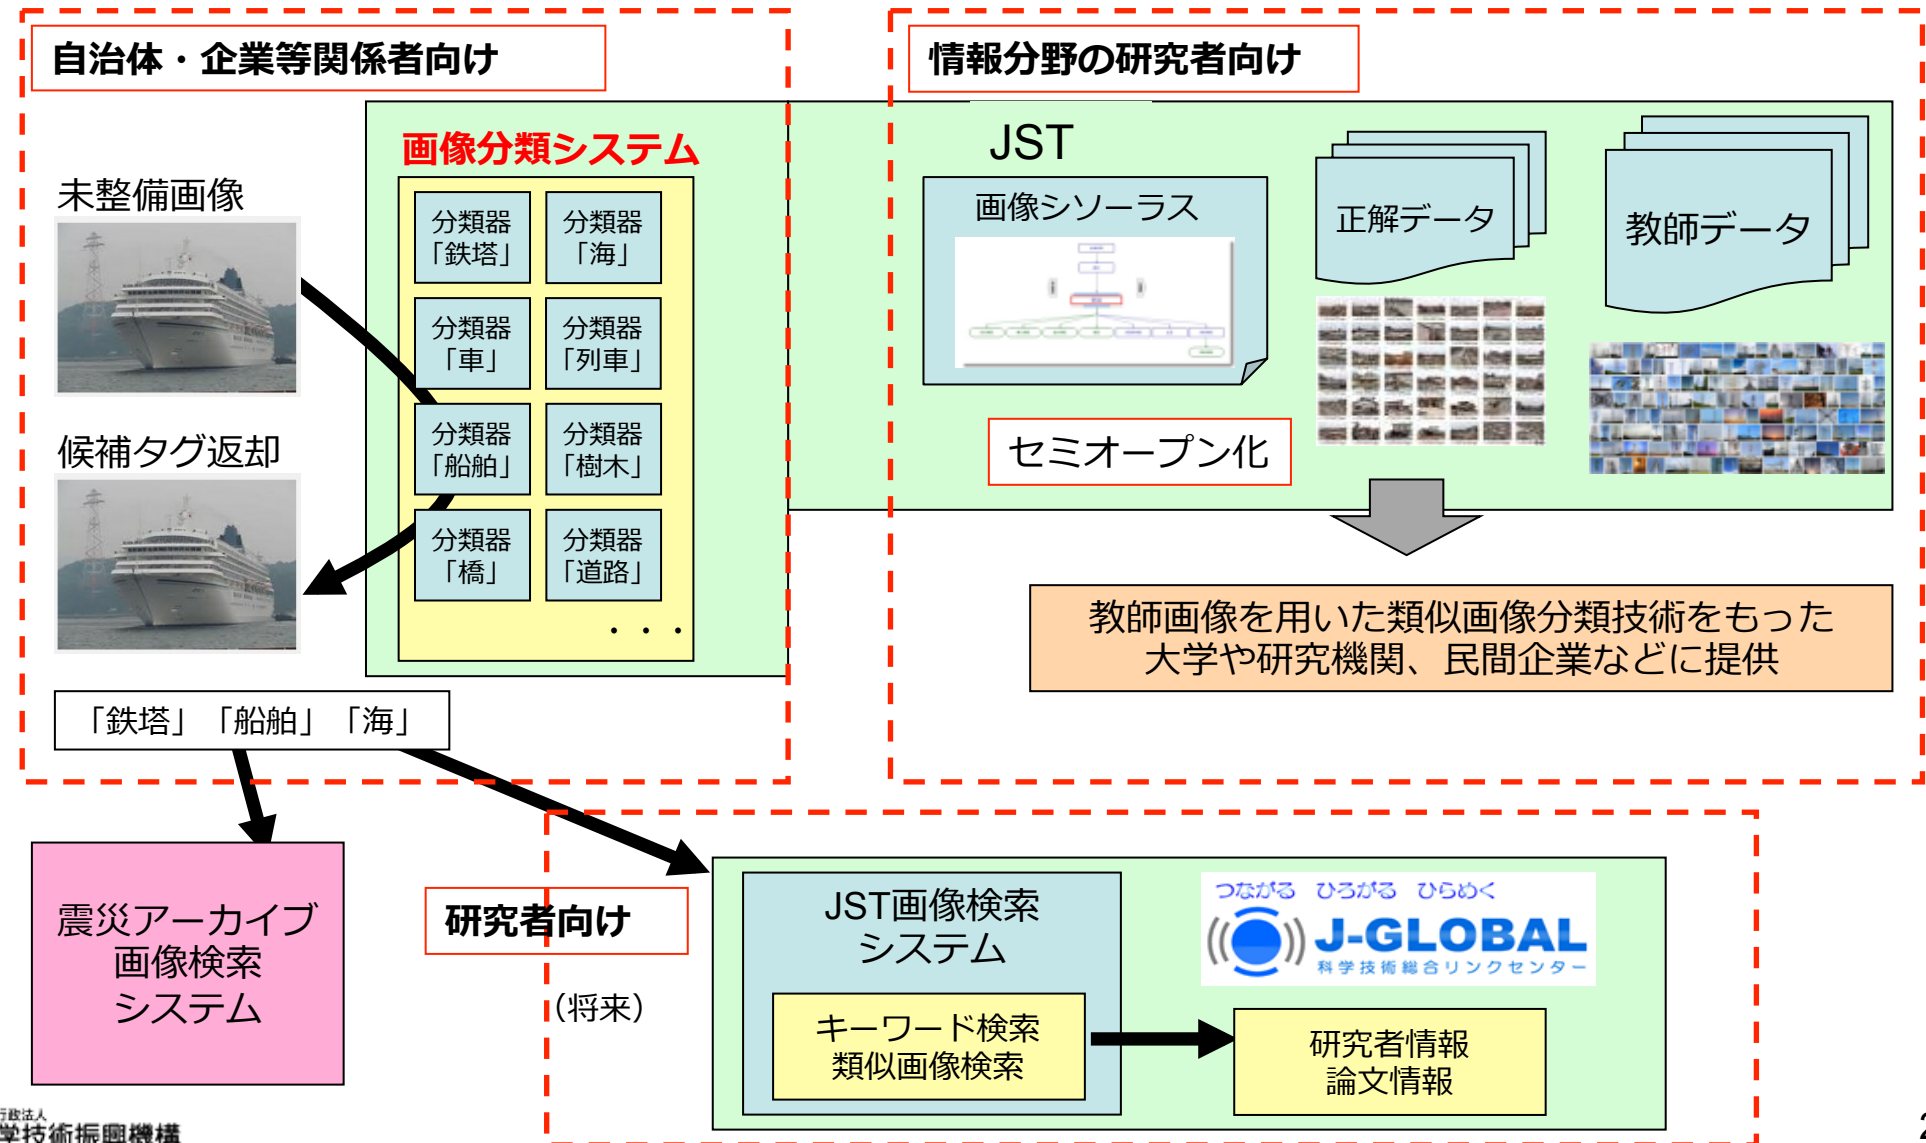 自治体・企業等関係者向け
情報分野の研究者向け
画像分類システム
未整備画像
分類器
「鉄塔」
分類器
「海」
分類器
「車」
分類器
「列車」
候補タグ返却
分類器
「船舶」
分類器
「樹木」
分類器
「橋」
分類器
「道路」
・・・
「鉄塔」「船舶」「海」
JST
画像シソーラス
正解データ
教師データ
セミオープン化
教師画像を用いた類似画像分類技術をもった
大学や研究機関、民間企業などに提供
震災アーカイブ
画像検索
システム
研究者向け
(将来)
JST画像検索
システム
キーワード検索
類似画像検索
つながる ひろがる ひらめく
J-GLOBAL
科学技術総合リンクセンター
研究者情報
論文情報
行政法人
学技術振興機構